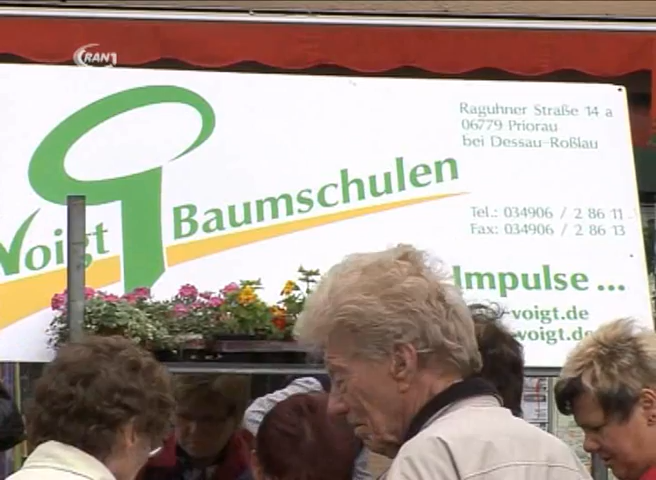 RAN1
Voigt
Baumschulen
Raguhner Straße 14 a
06779 Priorau
bei Dessau-Roßlau
Tel.: 034906 / 2 86 11
Fax: 034906 / 2 86 13
Impulse ...
-voigt.de
voigt.de